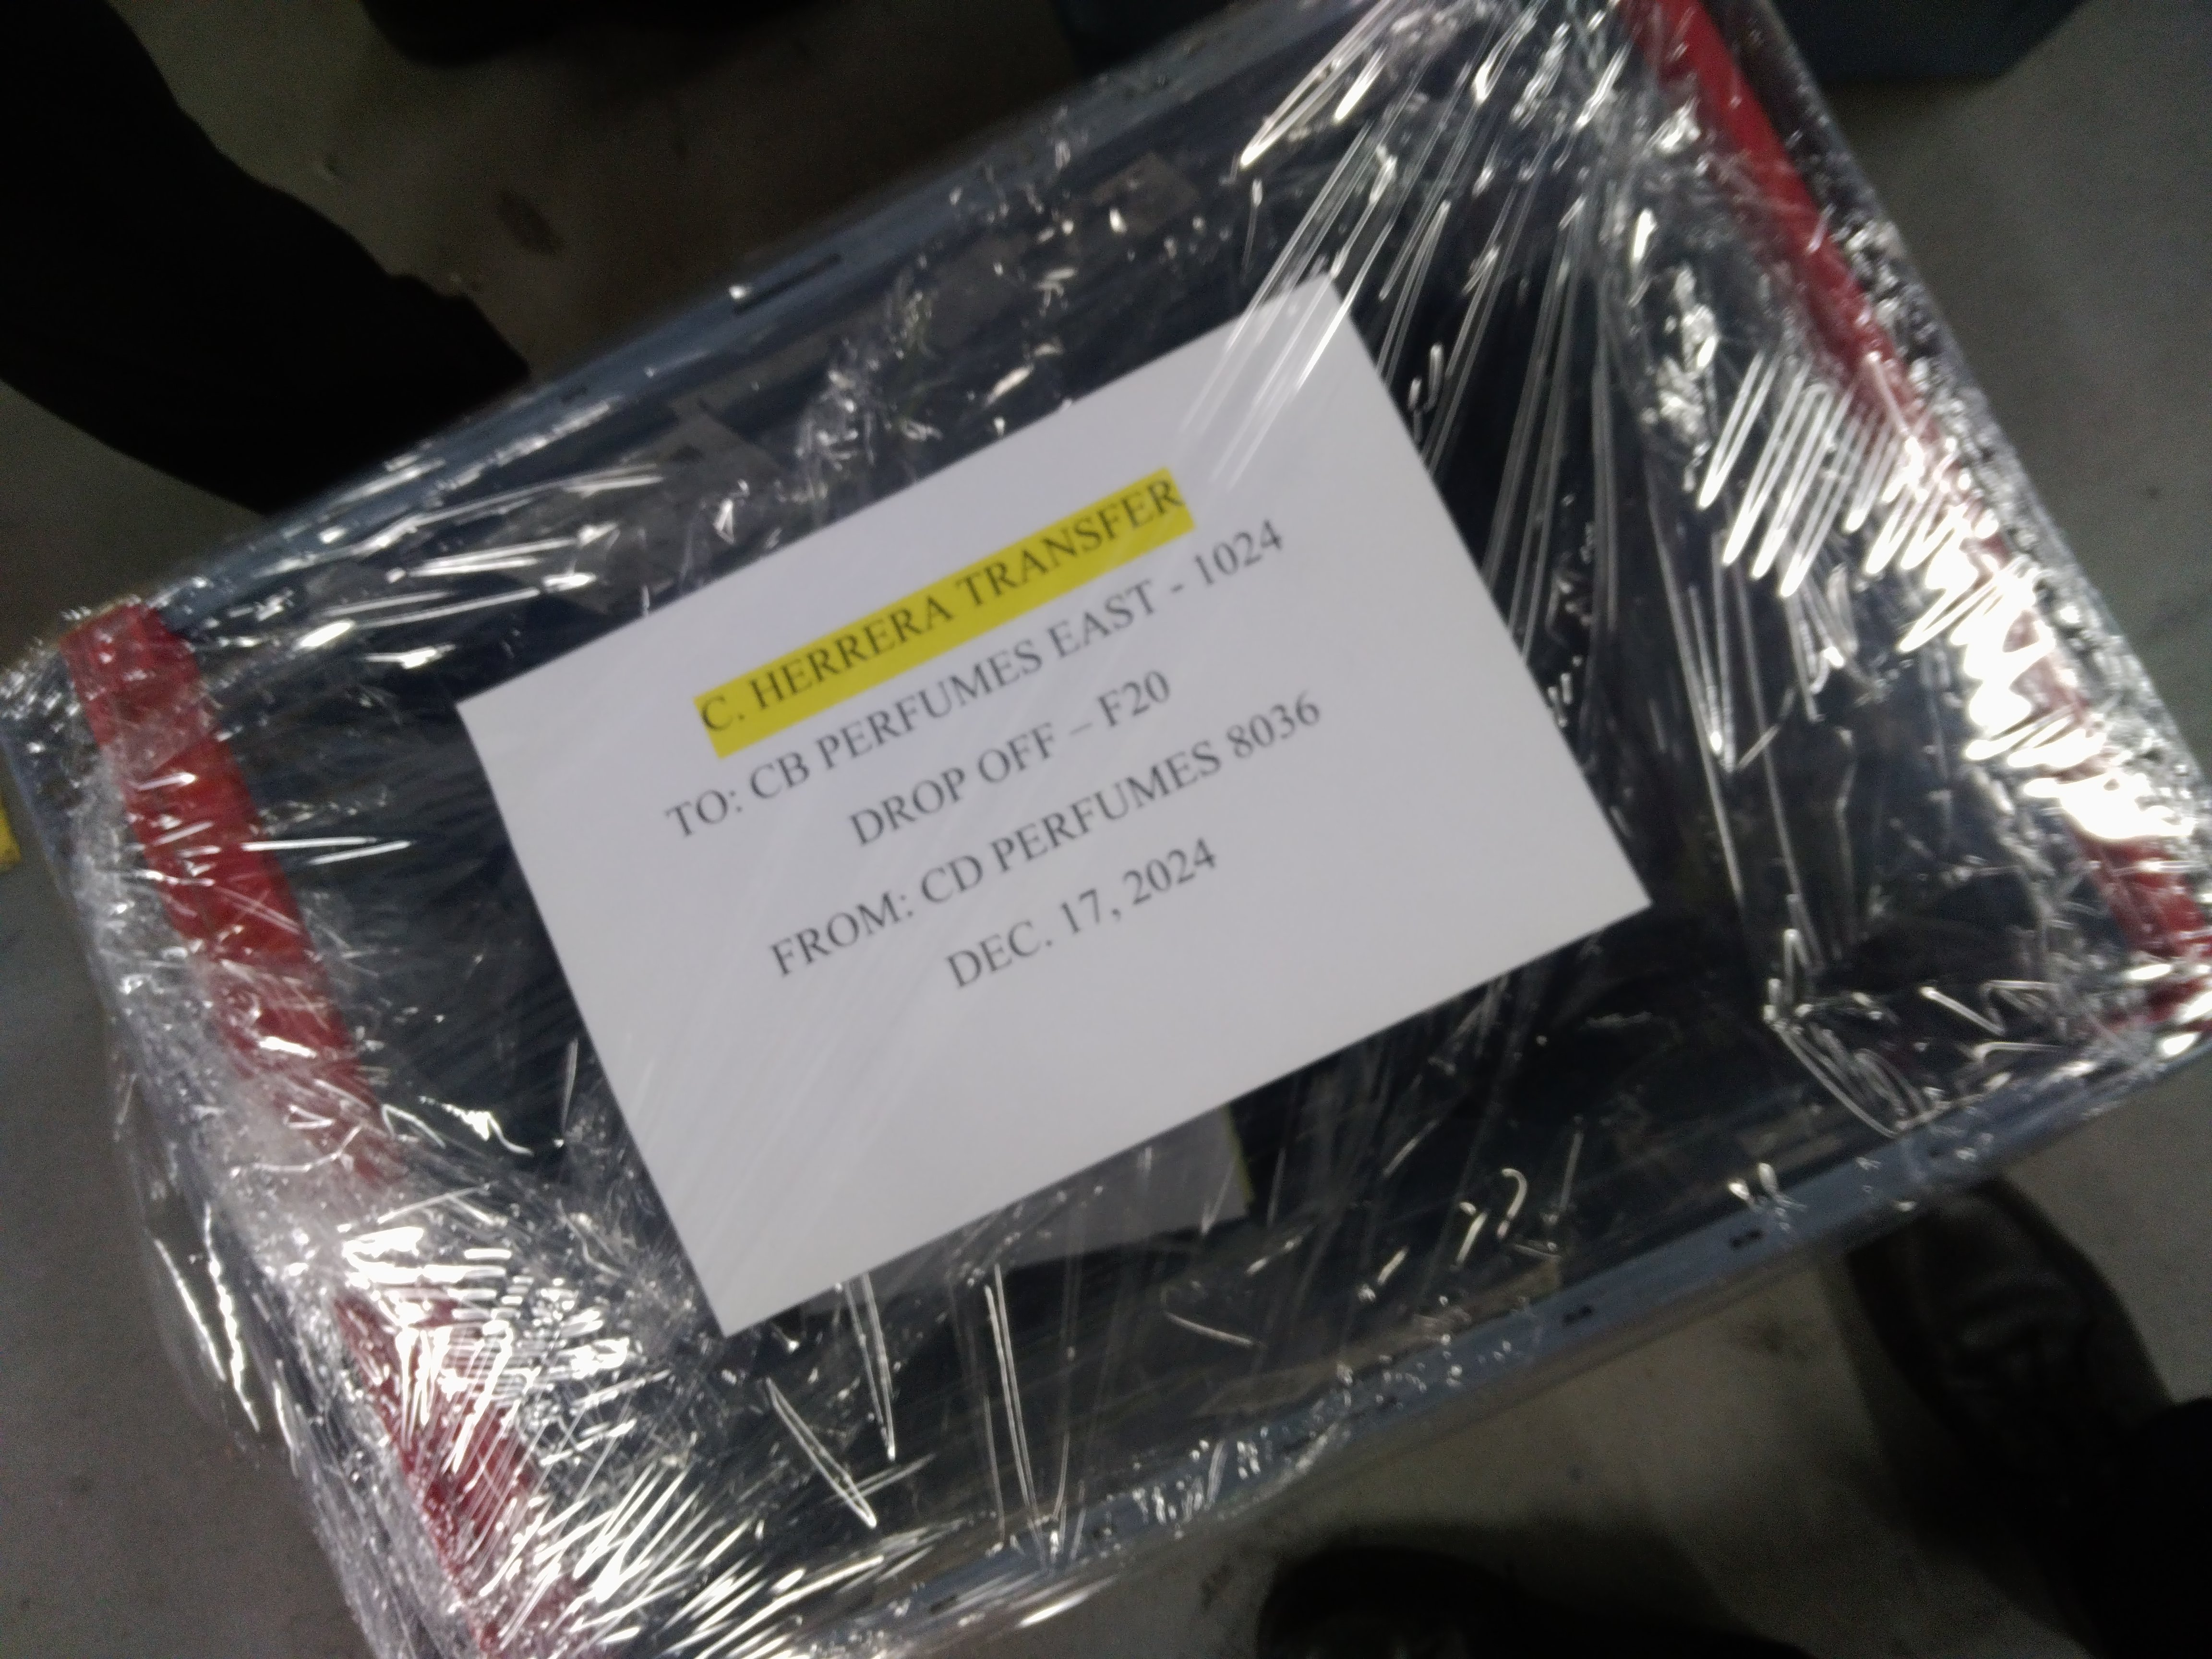 C. HERRERA TRANSFER
TO: CB PERFUMES EAST - 1024
DROP OFF – F20
FROM: CD PERFUMES 8036
DEC. 17, 2024